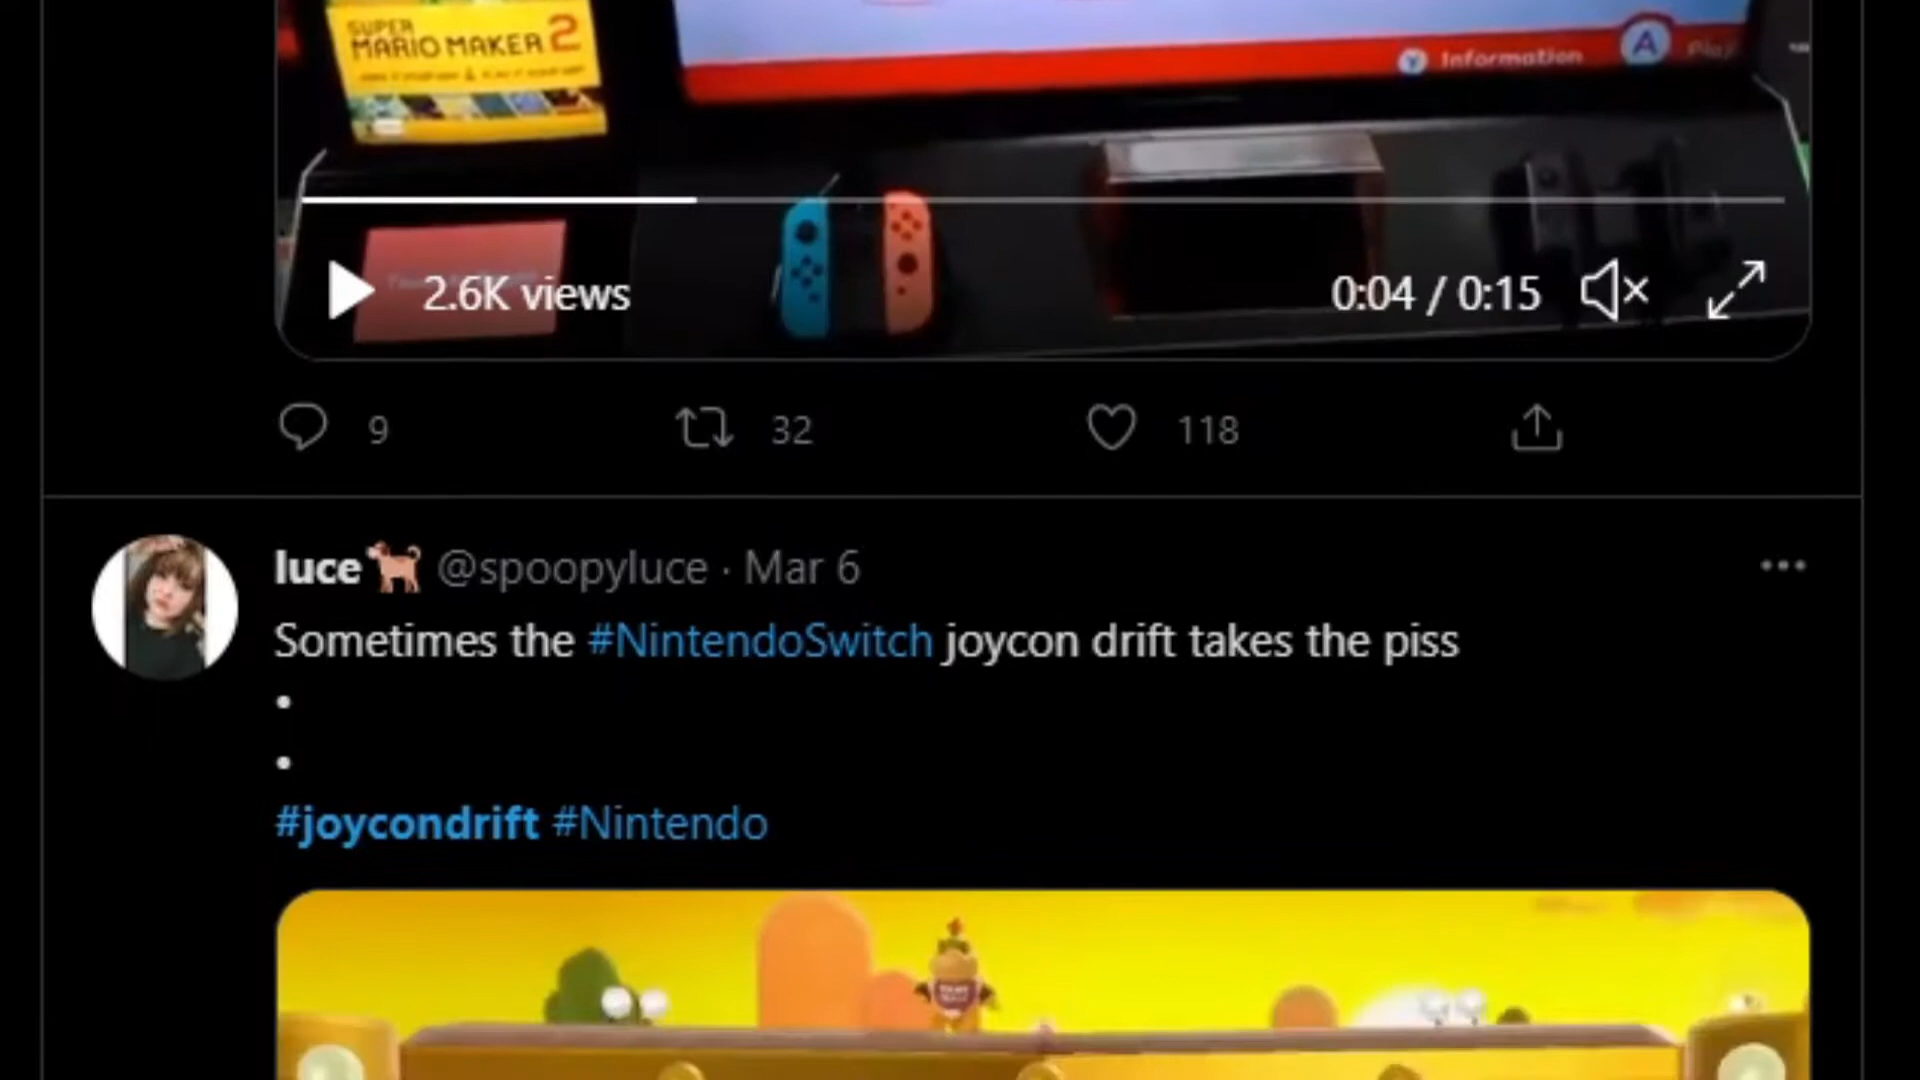 SUPER
MARIO MAKER 2
Information
A
Play
2.6K views
0:04 / 0:15
9
32
118
luce @spoopyluce · Mar 6
Sometimes the #NintendoSwitch joycon drift takes the piss
•
•
#joycondrift #Nintendo